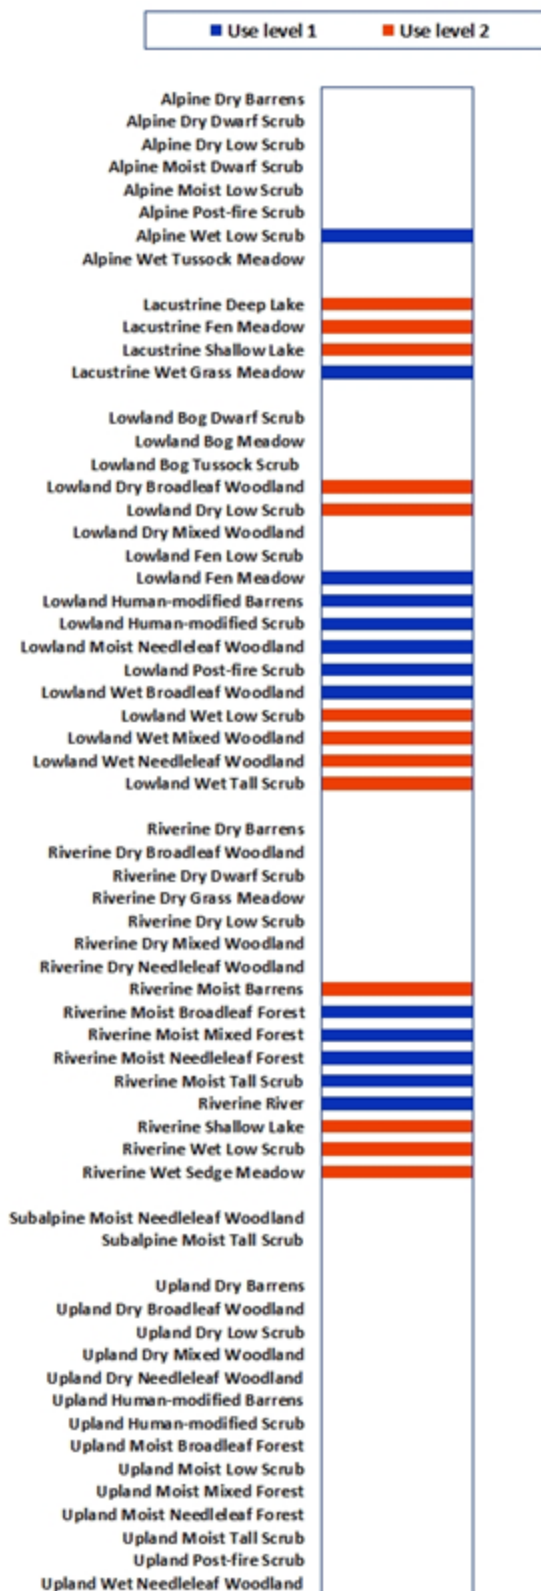 Use level 1 Use level 2
Alpine Dry Barrens
Alpine Dry Dwarf Scrub
Alpine Dry Low Scrub
Alpine Moist Dwarf Scrub
Alpine Moist Low Scrub
Alpine Post-fire Scrub
Alpine Wet Low Scrub
Alpine Wet Tussock Meadow
Lacustrine Deep Lake
Lacustrine Fen Meadow
Lacustrine Shallow Lake
Lacustrine Wet Grass Meadow
Lowland Bog Dwarf Scrub
Lowland Bog Meadow
Lowland Bog Tussock Scrub
Lowland Dry Broadleaf Woodland
Lowland Dry Low Scrub
Lowland Dry Mixed Woodland
Lowland Fen Low Scrub
Lowland Fen Meadow
Lowland Human-modified Barrens
Lowland Human-modified Scrub
Lowland Moist Needleleaf Woodland
Lowland Post-fire Scrub
Lowland Wet Broadleaf Woodland
Lowland Wet Low Scrub
Lowland Wet Mixed Woodland
Lowland Wet Needleleaf Woodland
Lowland Wet Tall Scrub
Riverine Dry Barrens
Riverine Dry Broadleaf Woodland
Riverine Dry Dwarf Scrub
Riverine Dry Grass Meadow
Riverine Dry Low Scrub
Riverine Dry Mixed Woodland
Riverine Dry Needleleaf Woodland
Riverine Moist Barrens
Riverine Moist Broadleaf Forest
Riverine Moist Mixed Forest
Riverine Moist Needleleaf Forest
Riverine Moist Tall Scrub
Riverine River
Riverine Shallow Lake
Riverine Wet Low Scrub
Riverine Wet Sedge Meadow
Subalpine Moist Needleleaf Woodland
Subalpine Moist Tall Scrub
Upland Dry Barrens
Upland Dry Broadleaf Woodland
Upland Dry Low Scrub
Upland Dry Mixed Woodland
Upland Dry Needleleaf Woodland
Upland Human-modified Barrens
Upland Human-modified Scrub
Upland Moist Broadleaf Forest
Upland Moist Low Scrub
Upland Moist Mixed Forest
Upland Moist Needleleaf Forest
Upland Moist Tall Scrub
Upland Post-fire Scrub
Upland Wet Needleleaf Woodland